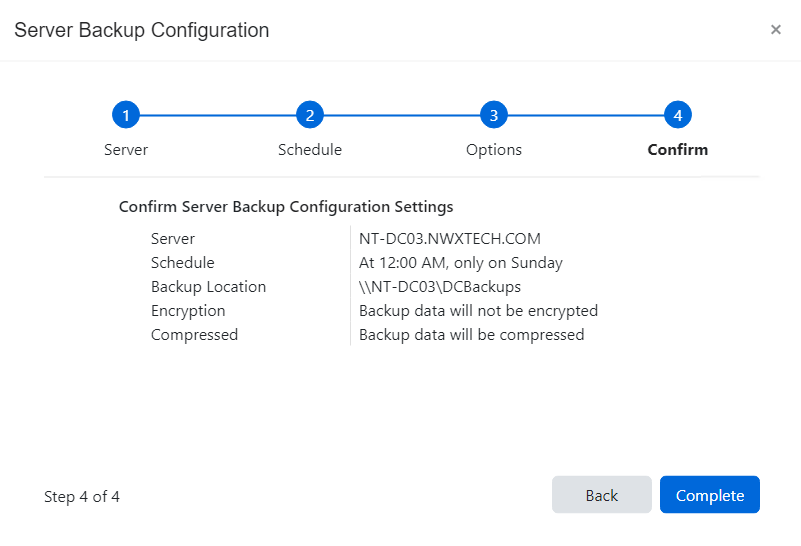 Server Backup Configuration ×
1 2 3 4
Server Schedule Options Confirm
Confirm Server Backup Configuration Settings
Server NT-DC03.NWXTECH.COM
Schedule At 12:00 AM, only on Sunday
Backup Location \\NT-DC03\DCBackups
Encryption Backup data will not be encrypted
Compressed Backup data will be compressed
Step 4 of 4 Back Complete